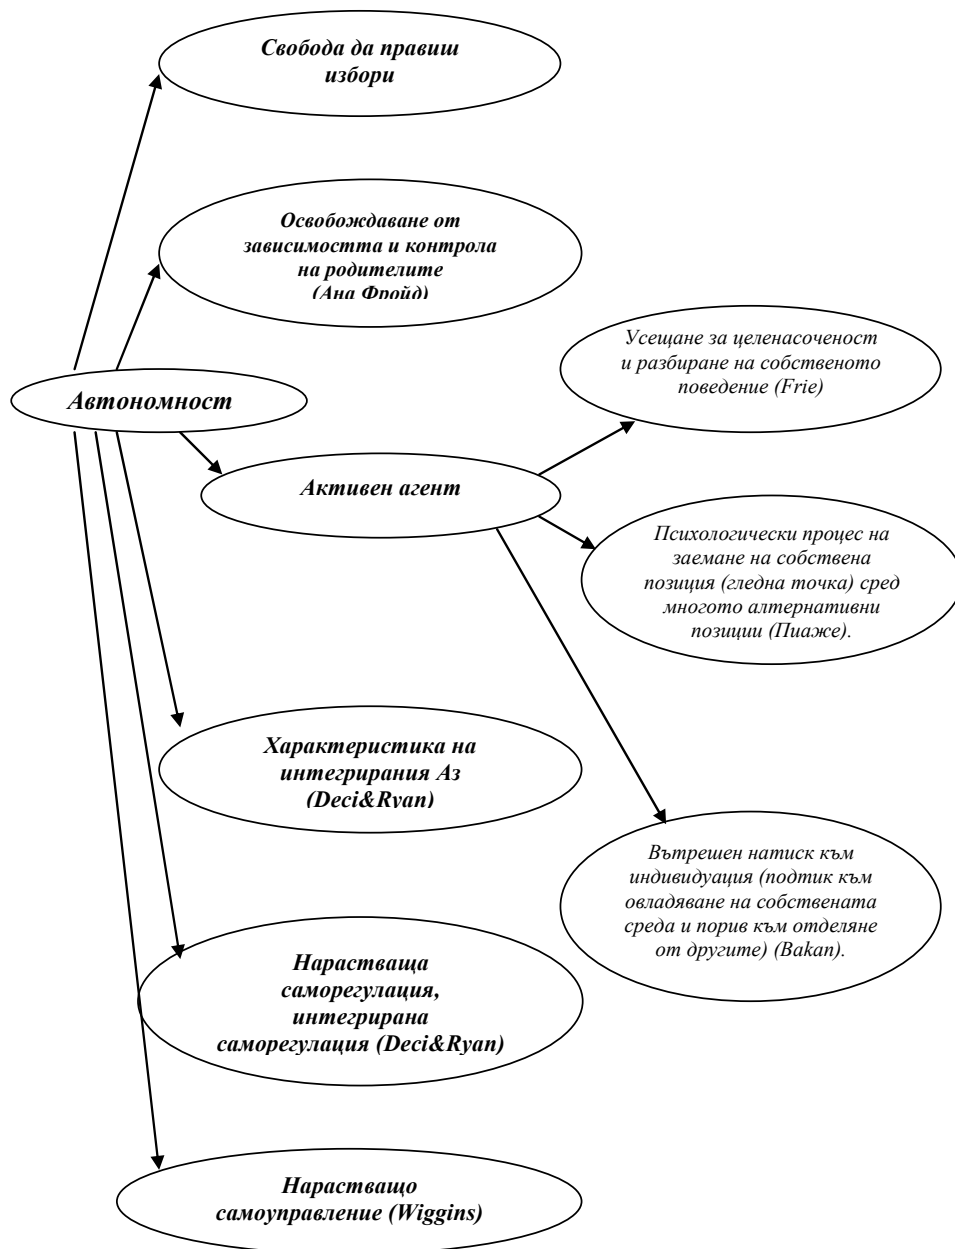 Свобода да правиш
избори
Освобождаване от
зависимостта и контрола
на родителите
(Ана Фройд)
Усещане за целенасоченост
и разбиране на собственото
поведение (Frie)
Автономност
Активен агент
Психологически процес на
заемане на собствена
позиция (гледна точка) сред
многото алтернативни
позиции (Пиаже).
Характеристика на
интегрирания Аз
(Deci&Ryan)
Вътрешен натиск към
индивидуация (подтик към
овладяване на собствената
среда и порив към отделяне
от другите) (Bakan).
Нарастваща
саморегулация,
интегрирана
саморегулация (Deci&Ryan)
Нарастващо
самоуправление (Wiggins)